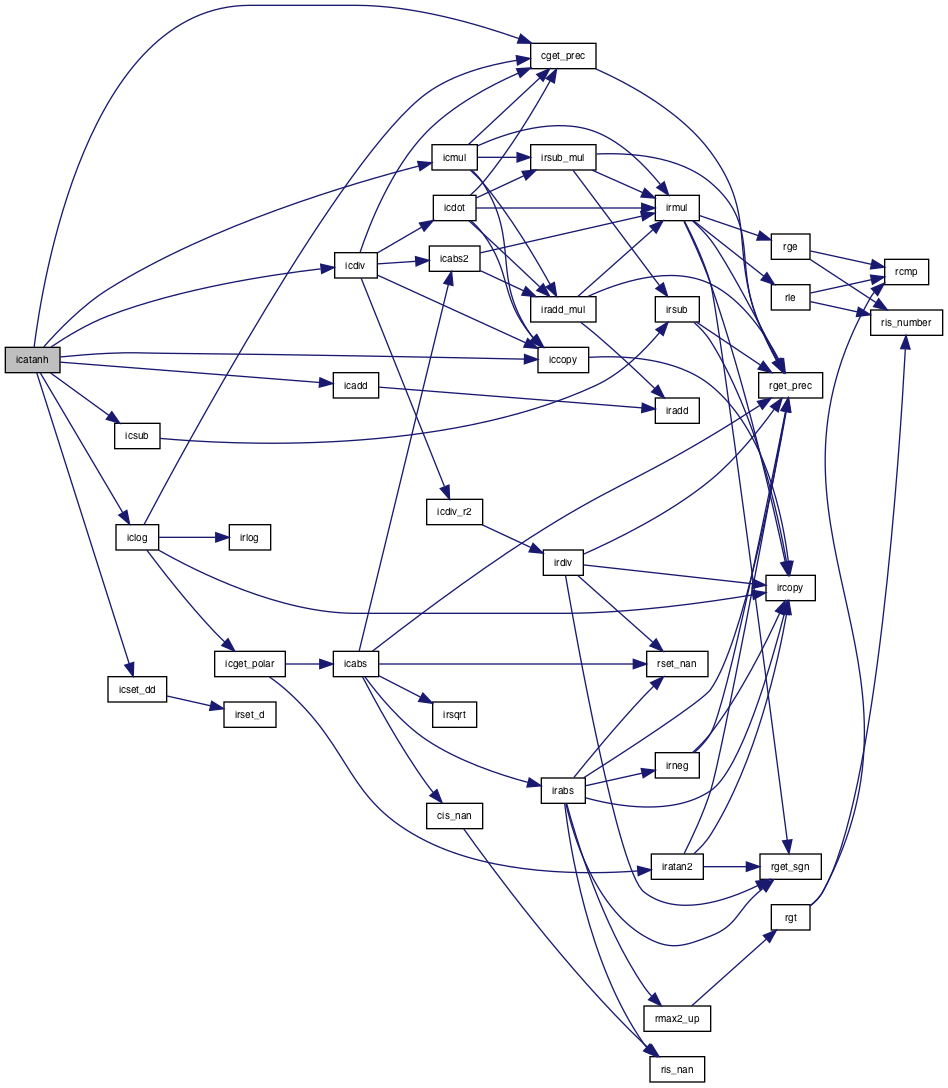 icatanh
cget_prec
icmul
irsub_mul
icdot
irmul
icdiv
icabs2
rge
rcmp
rle
iradd_mul
irsub
ris_number
iccopy
icadd
rget_prec
iradd
icsub
icdiv_r2
iclog
irlog
irdiv
ircopy
icget_polar
icabs
rset_nan
icset_dd
irset_d
irsqrt
irneg
irabs
cis_nan
iratan2
rget_sgn
rgt
rmax2_up
ris_nan